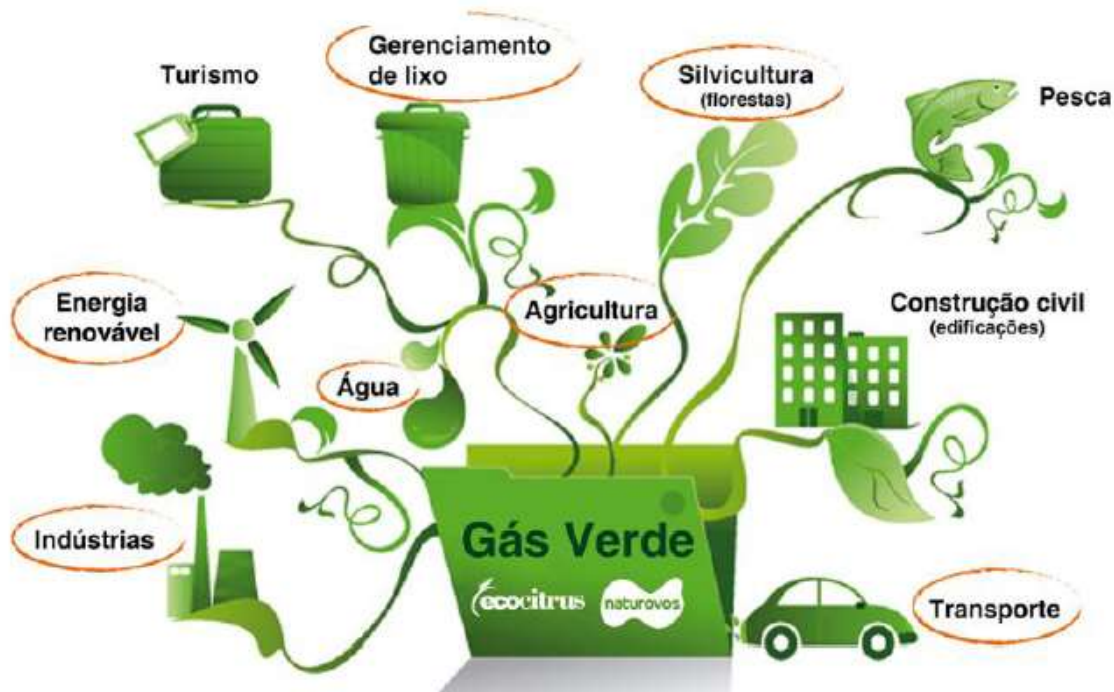 Turismo
Gerenciamento
de lixo
Silvicultura
(florestas)
Pesca
Energia
renovável
Água
Agricultura
Construção civil
(edificações)
Indústrias
Gás Verde
ecocitrus
naturovos
Transporte